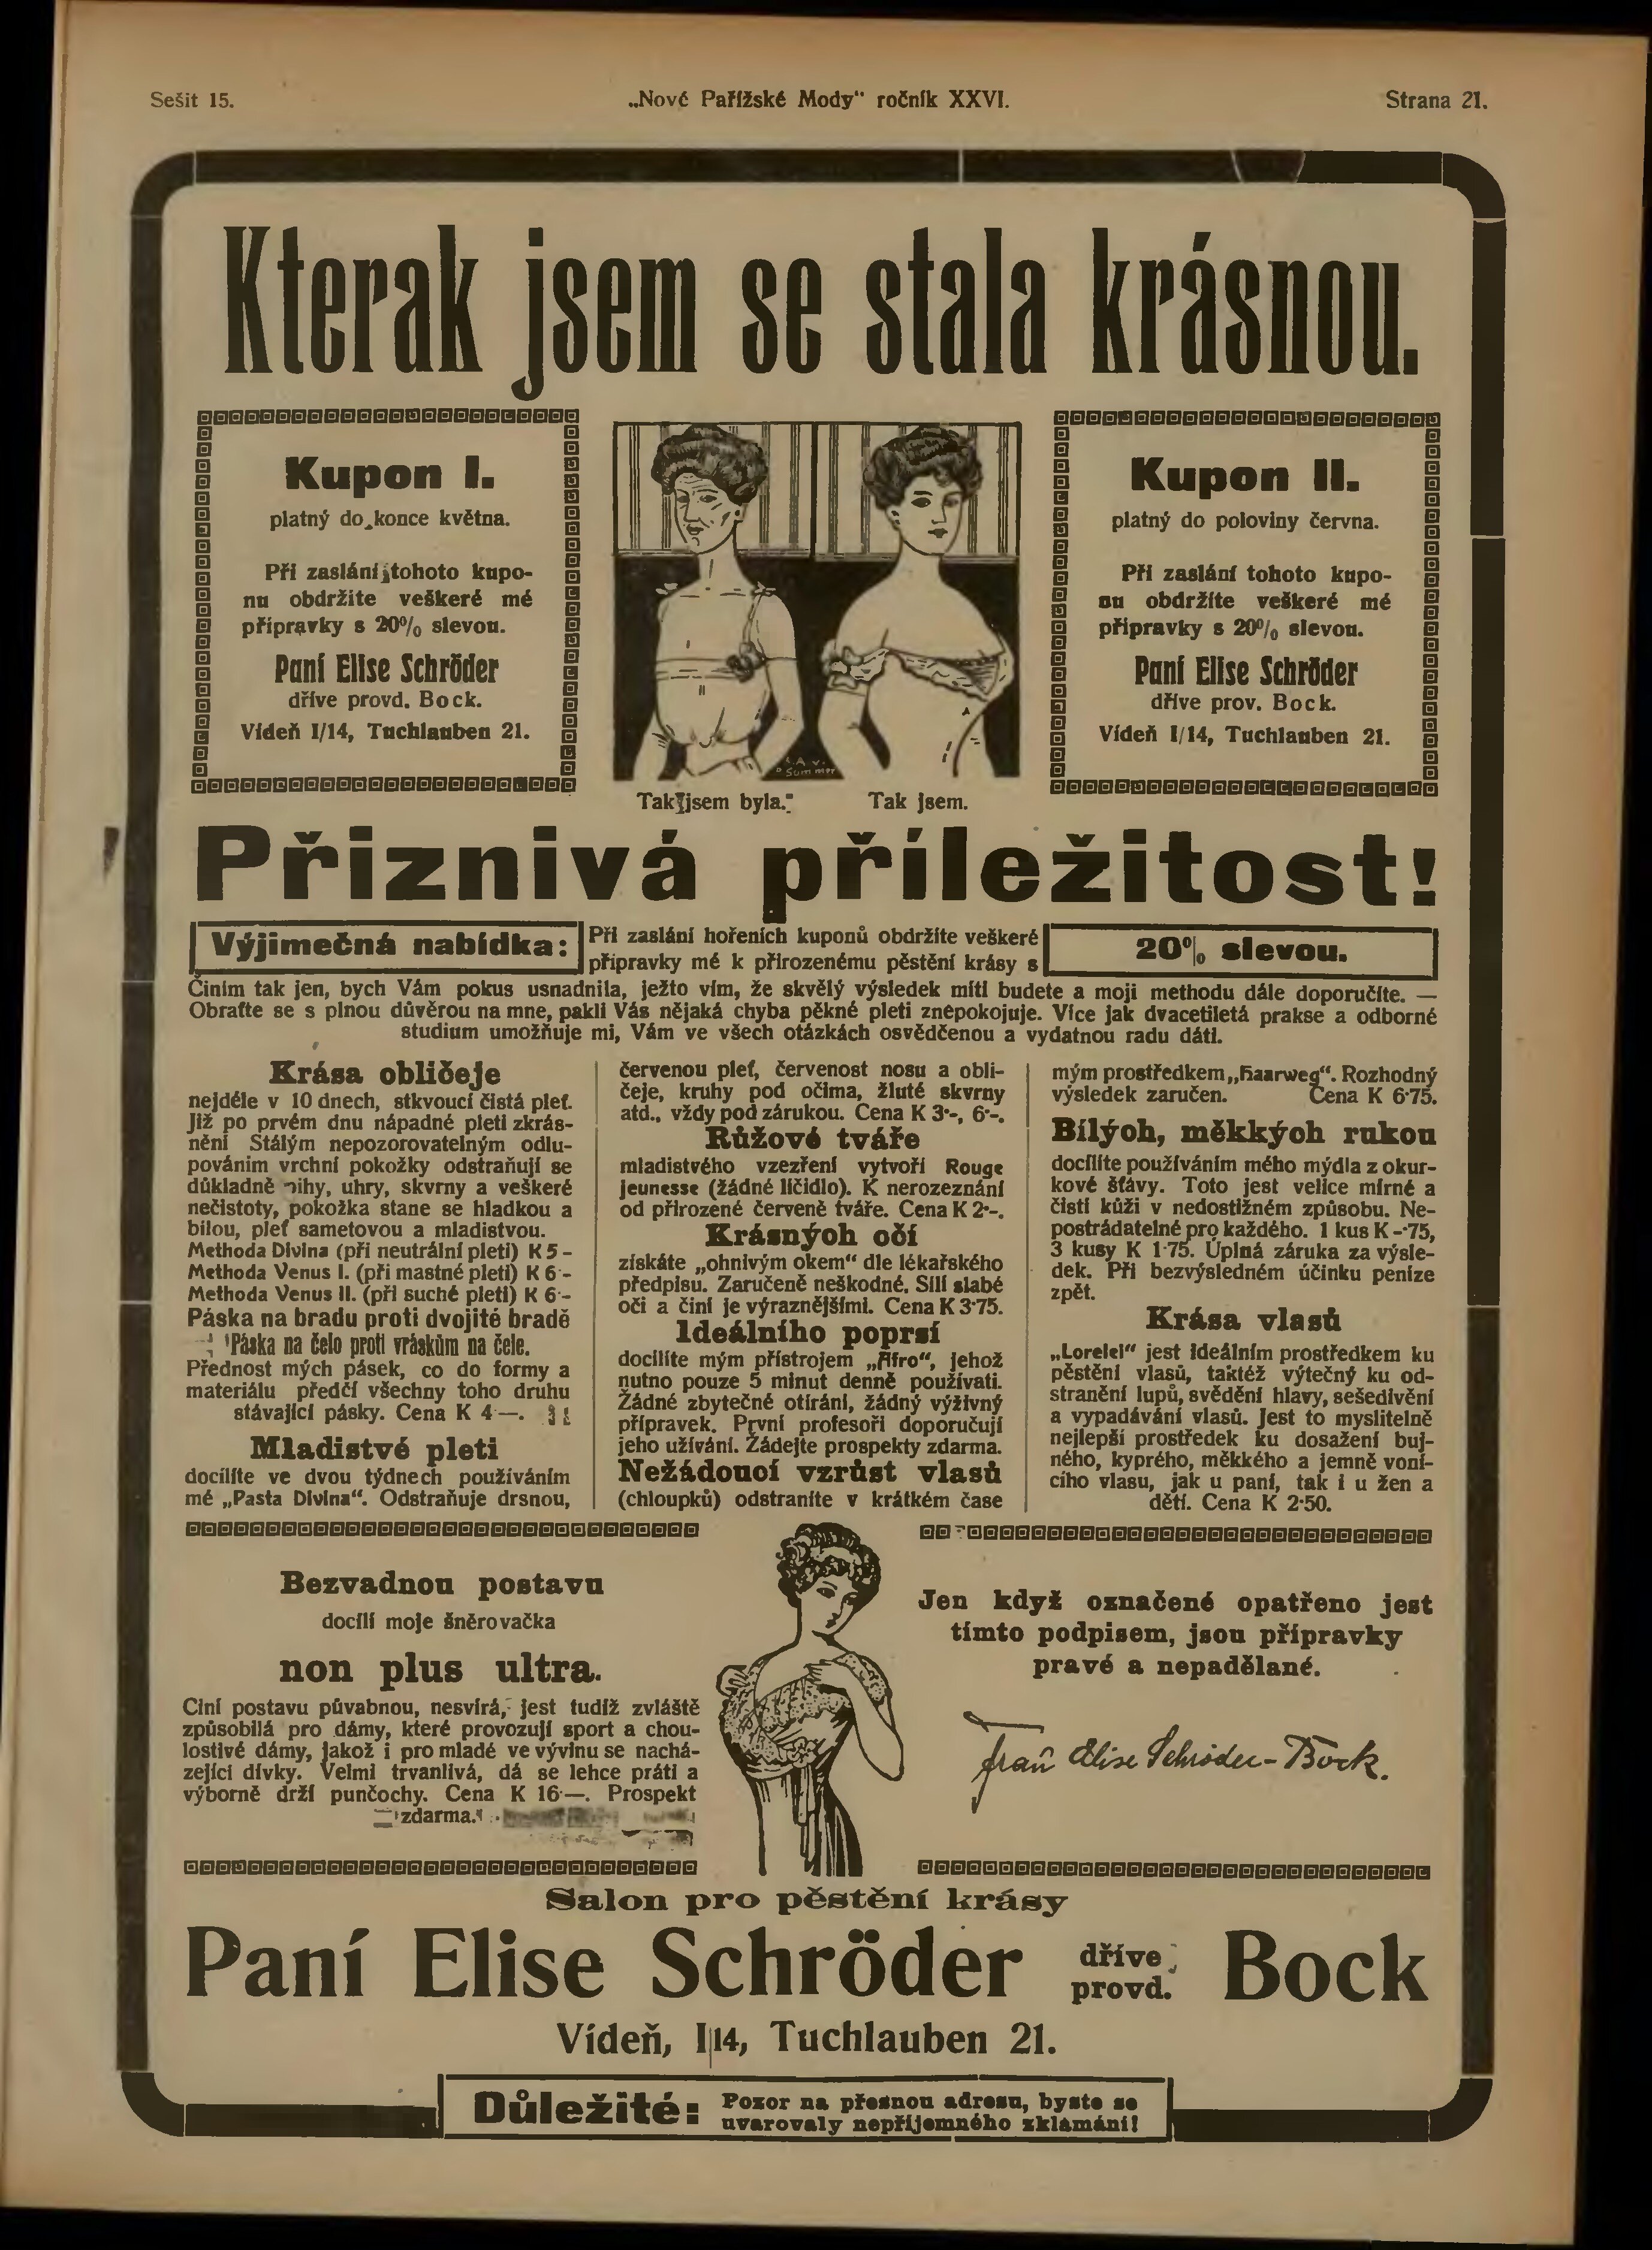 Sešit 15.
„Nové Pařížské Mody“ ročník XXVI.
Strana 21.
Kterak jsem se stala krásnou.
Kupon I.
platný do konce května.
Při zaslání tohoto kupo-
nu obdržíte veškeré mé
přípravky s 20% slevou.
Paní Elise Schröder
dříve provd. Bock.
Vídeň I/14, Tuchlauben 21.
L. A. v.
Summer
Tak jsem byla.
Tak jsem.
Kupon II.
platný do poloviny června.
Při zaslání tohoto kupo-
nu obdržíte veškeré mé
přípravky s 20% slevou.
Paní Elise Schröder
dříve prov. Bock.
Vídeň I/14, Tuchlauben 21.
Přiznivá příležitost!
Výjimečná nabídka:
Při zaslání hořeních kuponů obdržíte veškeré
přípravky mé k přirozenému pěstění krásy s
20% slevou.
Činím tak jen, bych Vám pokus usnadnila, ježto vím, že skvělý výsledek míti budete a moji methodu dále doporučíte. —
Obraťte se s plnou důvěrou na mne, pakli Vás nějaká chyba pěkné pleti znepokojuje. Více jak dvacetiletá prakse a odborné
studium umožňuje mi, Vám ve všech otázkách osvědčenou a vydatnou radu dáti.
Krása obličeje
nejdéle v 10 dnech, stkvoucí čistá pleť.
Již po prvém dnu nápadné pleti zkrás-
nění Stálým nepozorovatelným odlu-
pováním vrchní pokožky odstraňují se
důkladně pihy, uhry, skvrny a veškeré
nečistoty, pokožka stane se hladkou a
bílou, pleť sametovou a mladistvou.
Methoda Divina (při neutrální pleti) K 5 -
Methoda Venus I. (při mastné pleti) K 6·-
Methoda Venus II. (při suché pleti) K 6·-
Páska na bradu proti dvojité bradě
Páska na čelo proti vráskům na čele.
Přednost mých pásek, co do formy a
materiálu předčí všechny toho druhu
stávající pásky. Cena K 4·—.
Mladistvé pleti
docílíte ve dvou týdnech používáním
mé „Pasta Divina“. Odstraňuje drsnou,
červenou pleť, červenost nosu a obli-
čeje, kruhy pod očima, žluté skvrny
atd., vždy pod zárukou. Cena K 3·-, 6·-.
Růžové tváře
mladistvého vzezření vytvoří Rouge
jeunesse (žádné líčidlo). K nerozeznání
od přirozené červeně tváře. Cena K 2·-.
Krásných očí
získáte „ohnivým okem“ dle lékařského
předpisu. Zaručeně neškodné. Sílí slabé
oči a činí je výraznějšími. Cena K 3·75.
Ideálního poprsí
docílíte mým přístrojem „Afro“, jehož
nutno pouze 5 minut denně používati.
Žádné zbytečné otírání, žádný výživný
přípravek. První profesoři doporučují
jeho užívání. Žádejte prospekty zdarma.
Nežádoucí vzrůst vlasů
(chloupků) odstraníte v krátkém čase
mým prostředkem „Haarweg“. Rozhodný
výsledek zaručen. Cena K 6·75.
Bílých, měkkých rukou
docílíte používáním mého mýdla z okur-
kové šťávy. Toto jest velice mírné a
čistí kůži v nedostižném způsobu. Ne-
postrádatelné pro každého. 1 kus K -·75,
3 kusy K 1·75. Úplná záruka za výsle-
dek. Při bezvýsledném účinku peníze
zpět.
Krása vlasů
„Lorelei“ jest ideálním prostředkem ku
pěstění vlasů, taktéž výtečný ku od-
stranění lupů, svědění hlavy, sešedivění
a vypadávání vlasů. Jest to myslitelně
nejlepší prostředek ku dosažení buj-
ného, kyprého, měkkého a jemně voní-
cího vlasu, jak u paní, tak i u žen a
dětí. Cena K 2·50.
Bezvadnou postavu
docílí moje šněrovačka
non plus ultra.
Činí postavu půvabnou, nesvírá, jest tudíž zvláště
způsobilá pro dámy, které provozují sport a chou-
lostivé dámy, jakož i pro mladé ve vývinu se nachá-
zející dívky. Velmi trvanlivá, dá se lehce práti a
výborně drží punčochy. Cena K 16·—. Prospekt
zdarma.
Jen když označené opatřeno jest
tímto podpisem, jsou přípravky
pravé a nepadělané.
Frau Elise Schröder-Bock.
Salon pro pěstění krásy
Paní Elise Schröder dříve provd. Bock
Vídeň, I|14, Tuchlauben 21.
Důležité:
Pozor na přesnou adresu, byste se
uvarovaly nepříjemného zklamání!